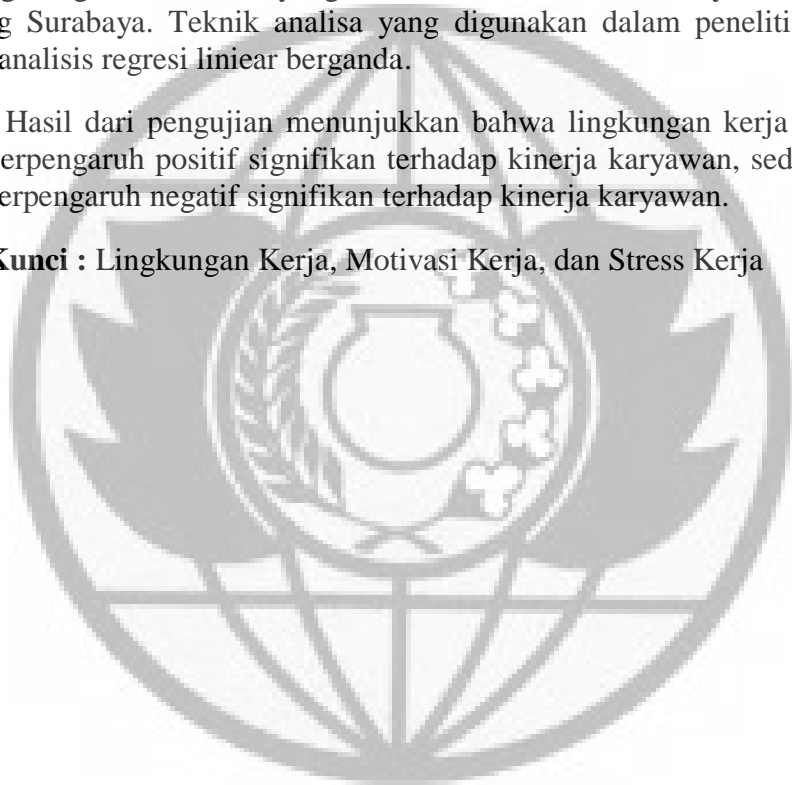 g Surabaya. Teknik analisa yang digunakan dalam peneliti
analisis regresi liniear berganda.
Hasil dari pengujian menunjukkan bahwa lingkungan kerja
erpengaruh positif signifikan terhadap kinerja karyawan, sed
erpengaruh negatif signifikan terhadap kinerja karyawan.
Kunci : Lingkungan Kerja, Motivasi Kerja, dan Stress Kerja